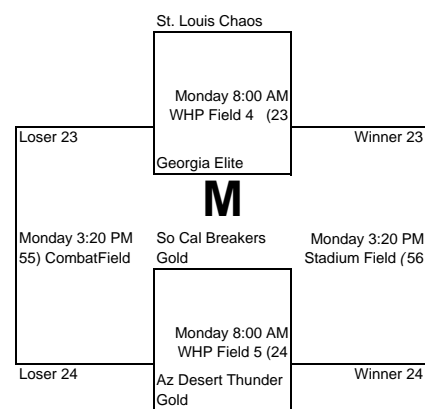 St. Louis Chaos
Monday 8:00 AM
WHP Field 4 (23
Loser 23
Winner 23
Georgia Elite
M
Monday 3:20 PM
55) CombatField
So Cal Breakers
Gold
Monday 3:20 PM
Stadium Field (56
Monday 8:00 AM
WHP Field 5 (24
Loser 24
Winner 24
Az Desert Thunder
Gold